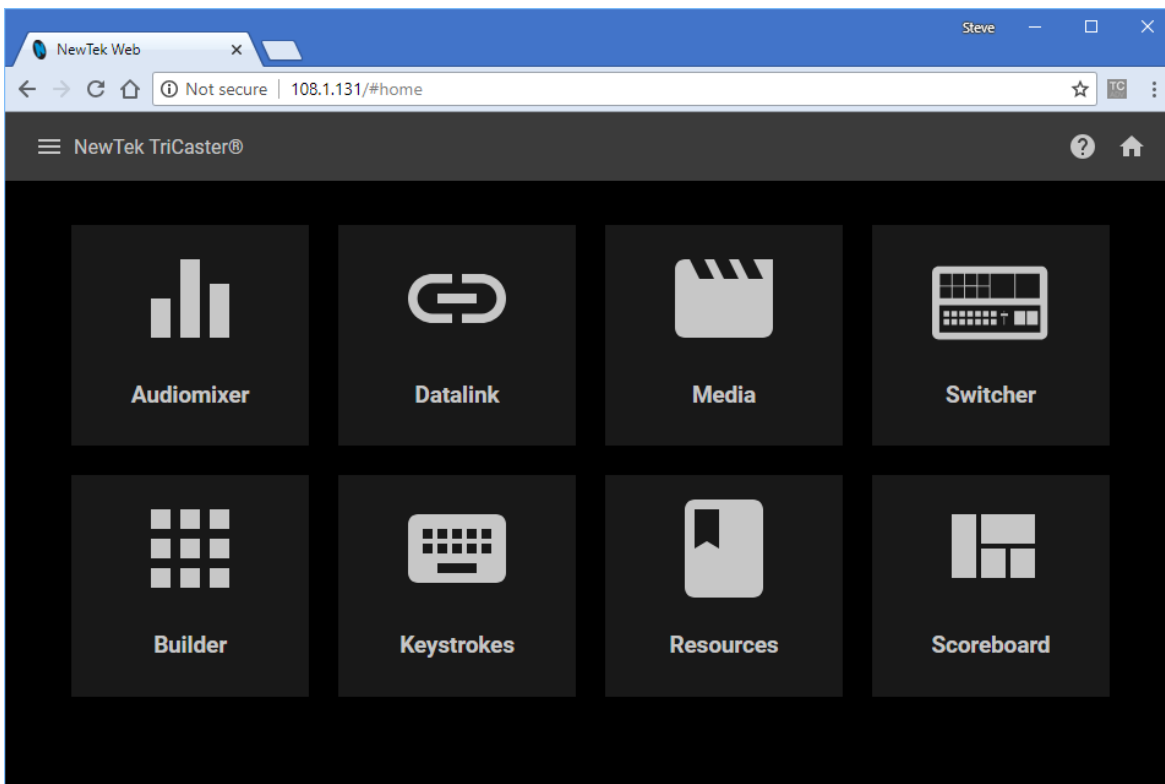 Steve
NewTek Web
Not secure 108.1.131/#home
TC
NewTek TriCaster®
Audiomixer Datalink Media Switcher
Builder Keystrokes Resources Scoreboard